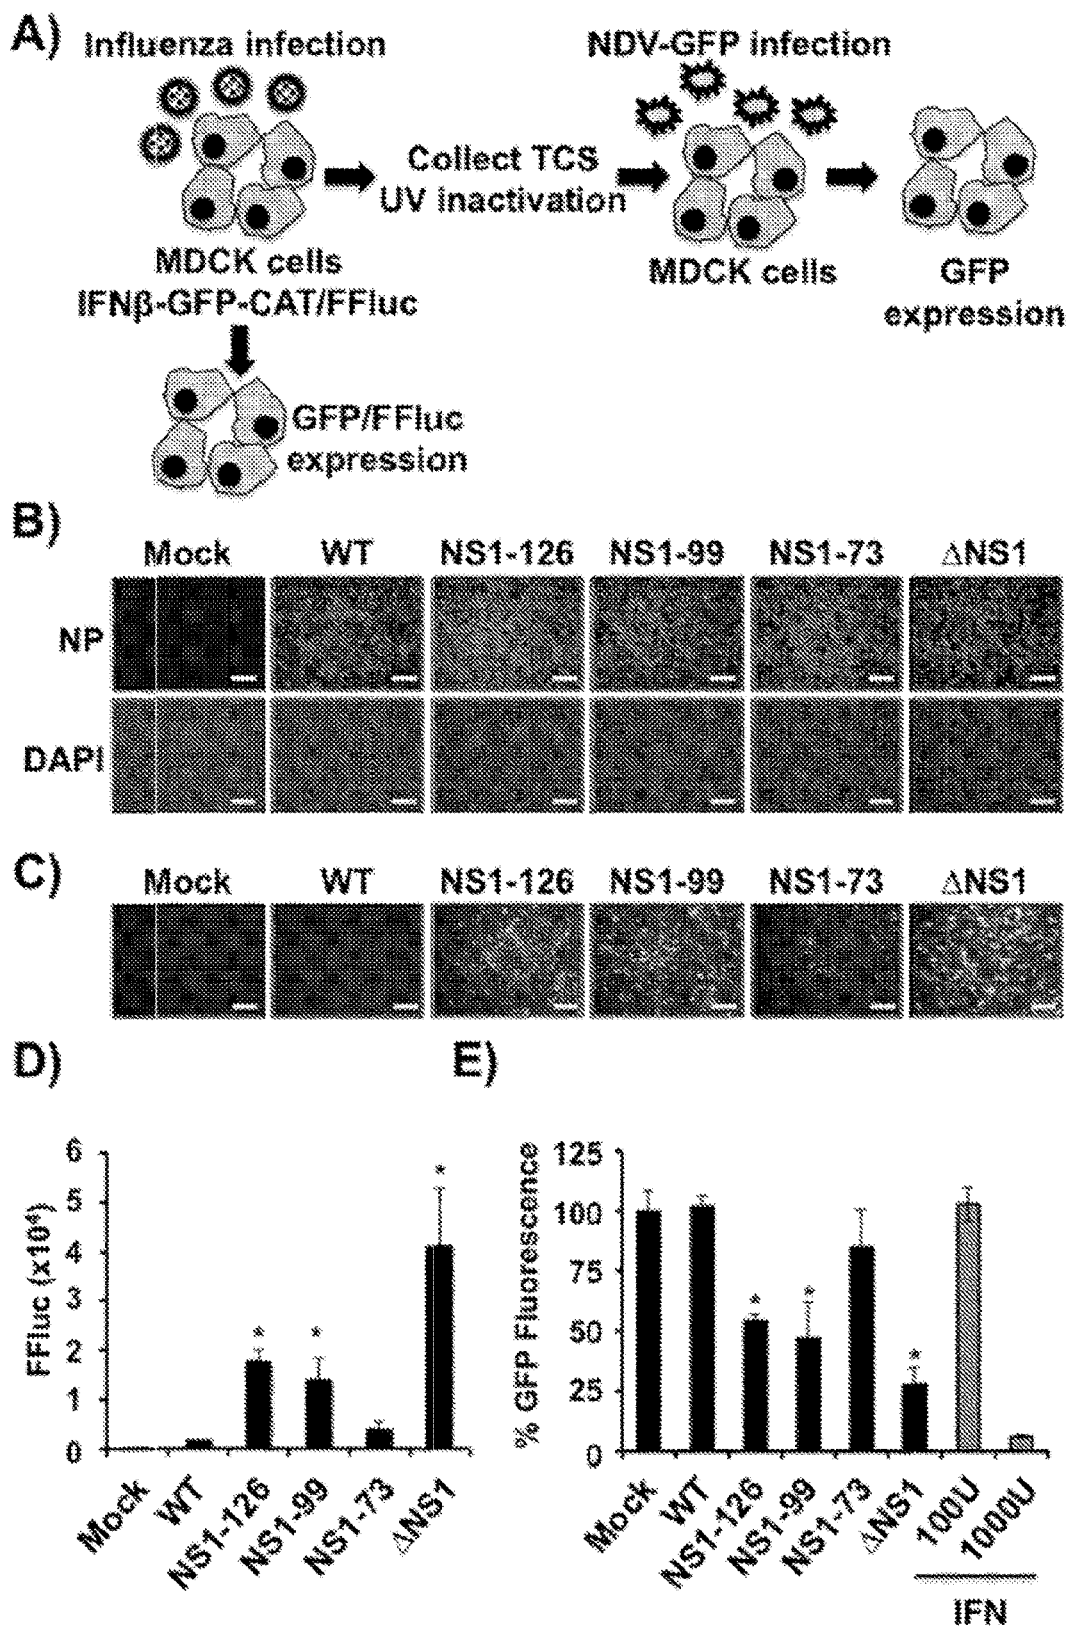 A)
Influenza infection
NDV-GFP infection
Collect TCS
UV inactivation
MDCK cells
IFNβ-GFP-CAT/FFluc
MDCK cells
GFP
expression
GFP/FFluc
expression
B)
Mock WT NS1-126 NS1-99 NS1-73 ΔNS1
NP
DAPI
C)
Mock WT NS1-126 NS1-99 NS1-73 ΔNS1
D)
FFluc (x10⁴)
6
5
4
3
2
1
0
* * *
Mock WT NS1-126 NS1-99 NS1-73 ΔNS1
E)
% GFP Fluorescence
125
100
75
50
25
0
* * *
Mock WT NS1-126 NS1-99 NS1-73 ΔNS1 100U 1000U
IFN